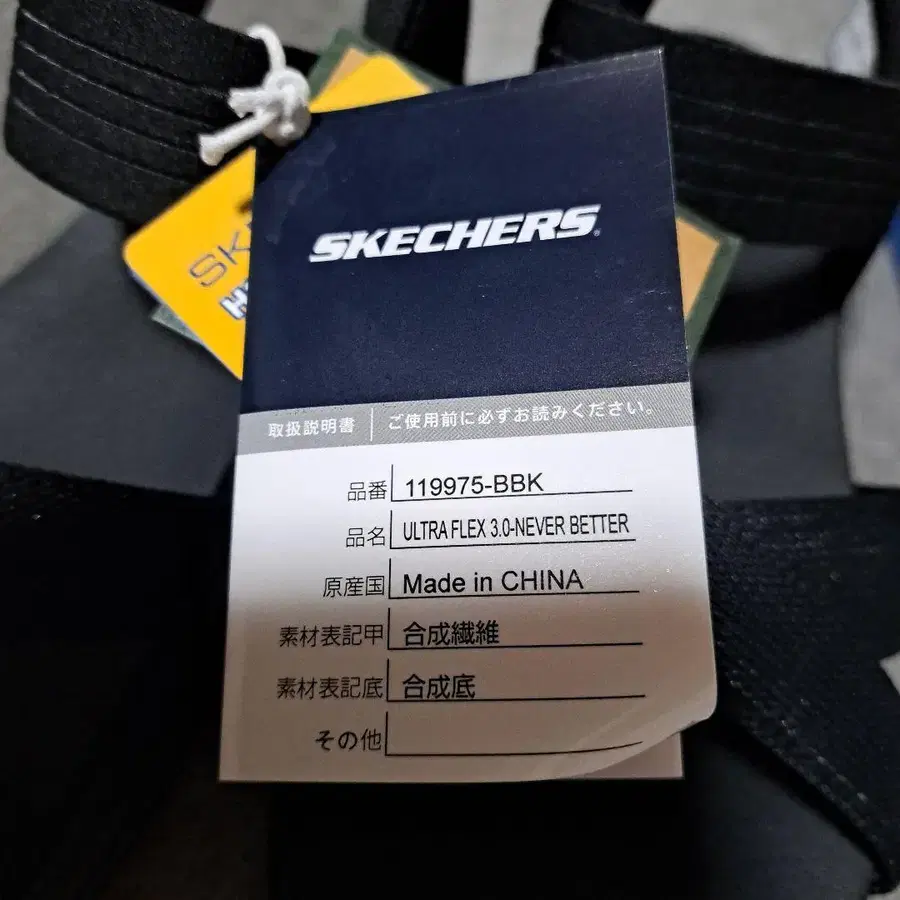 SKECHERS
取扱説明書 ご使用前に必ずお読みください。
品番 119975-BBK
品名 ULTRA FLEX 3.0-NEVER BETTER
原産国 Made in CHINA
素材表記甲 合成繊維
素材表記底 合成底
その他